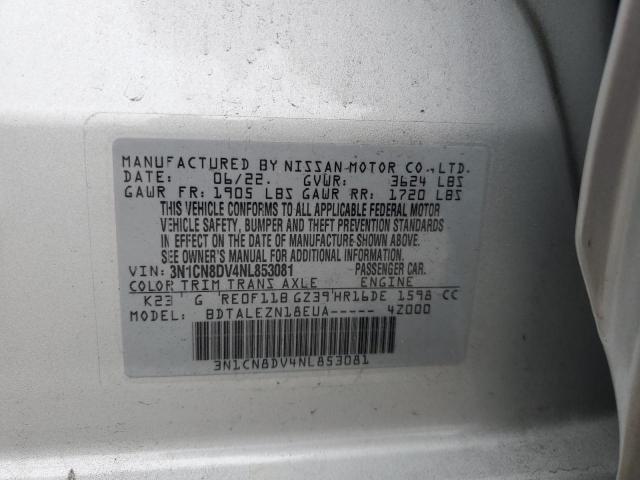 MANUFACTURED BY NISSAN MOTOR CO.,LTD.
DATE: 06/22. GVWR: 3624 LBS
GAWR FR: 1905 LBS GAWR RR: 1720 LBS
THIS VEHICLE CONFORMS TO ALL APPLICABLE FEDERAL MOTOR
VEHICLE SAFETY, BUMPER AND THEFT PREVENTION STANDARDS
IN EFFECT ON THE DATE OF MANUFACTURE SHOWN ABOVE.
SEE OWNER'S MANUAL FOR ADDITIONAL INFORMATION.
VIN: 3N1CN8DV4NL853081 PASSENGER CAR.
COLOR TRIM TRANS AXLE ENGINE
K23 G RE0F11B GZ39 HR16DE 1598 CC
MODEL: BDTALEZN18EUA----- 4Z000
3N1CN8DV4NL853081